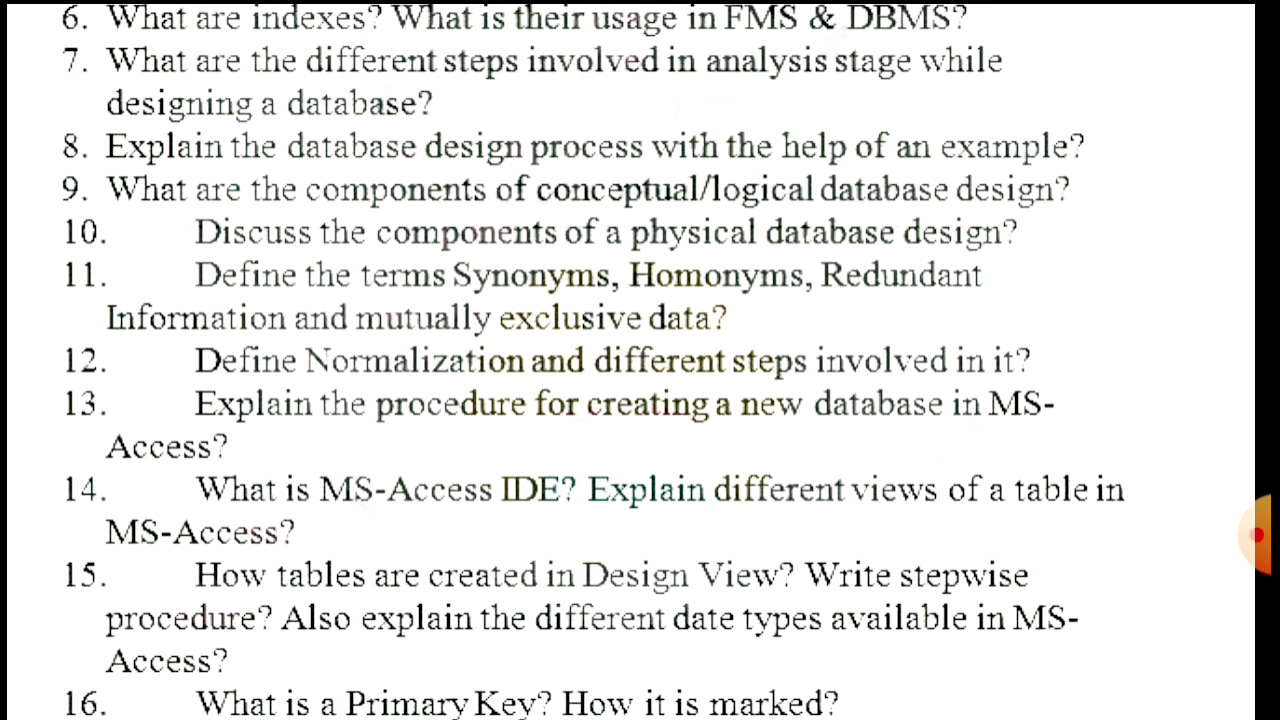 6. What are indexes? What is their usage in FMS & DBMS?
7. What are the different steps involved in analysis stage while
designing a database?
8. Explain the database design process with the help of an example?
9. What are the components of conceptual/logical database design?
10. Discuss the components of a physical database design?
11. Define the terms Synonyms, Homonyms, Redundant
Information and mutually exclusive data?
12. Define Normalization and different steps involved in it?
13. Explain the procedure for creating a new database in MS-
Access?
14. What is MS-Access IDE? Explain different views of a table in
MS-Access?
15. How tables are created in Design View? Write stepwise
procedure? Also explain the different date types available in MS-
Access?
16. What is a Primary Key? How it is marked?